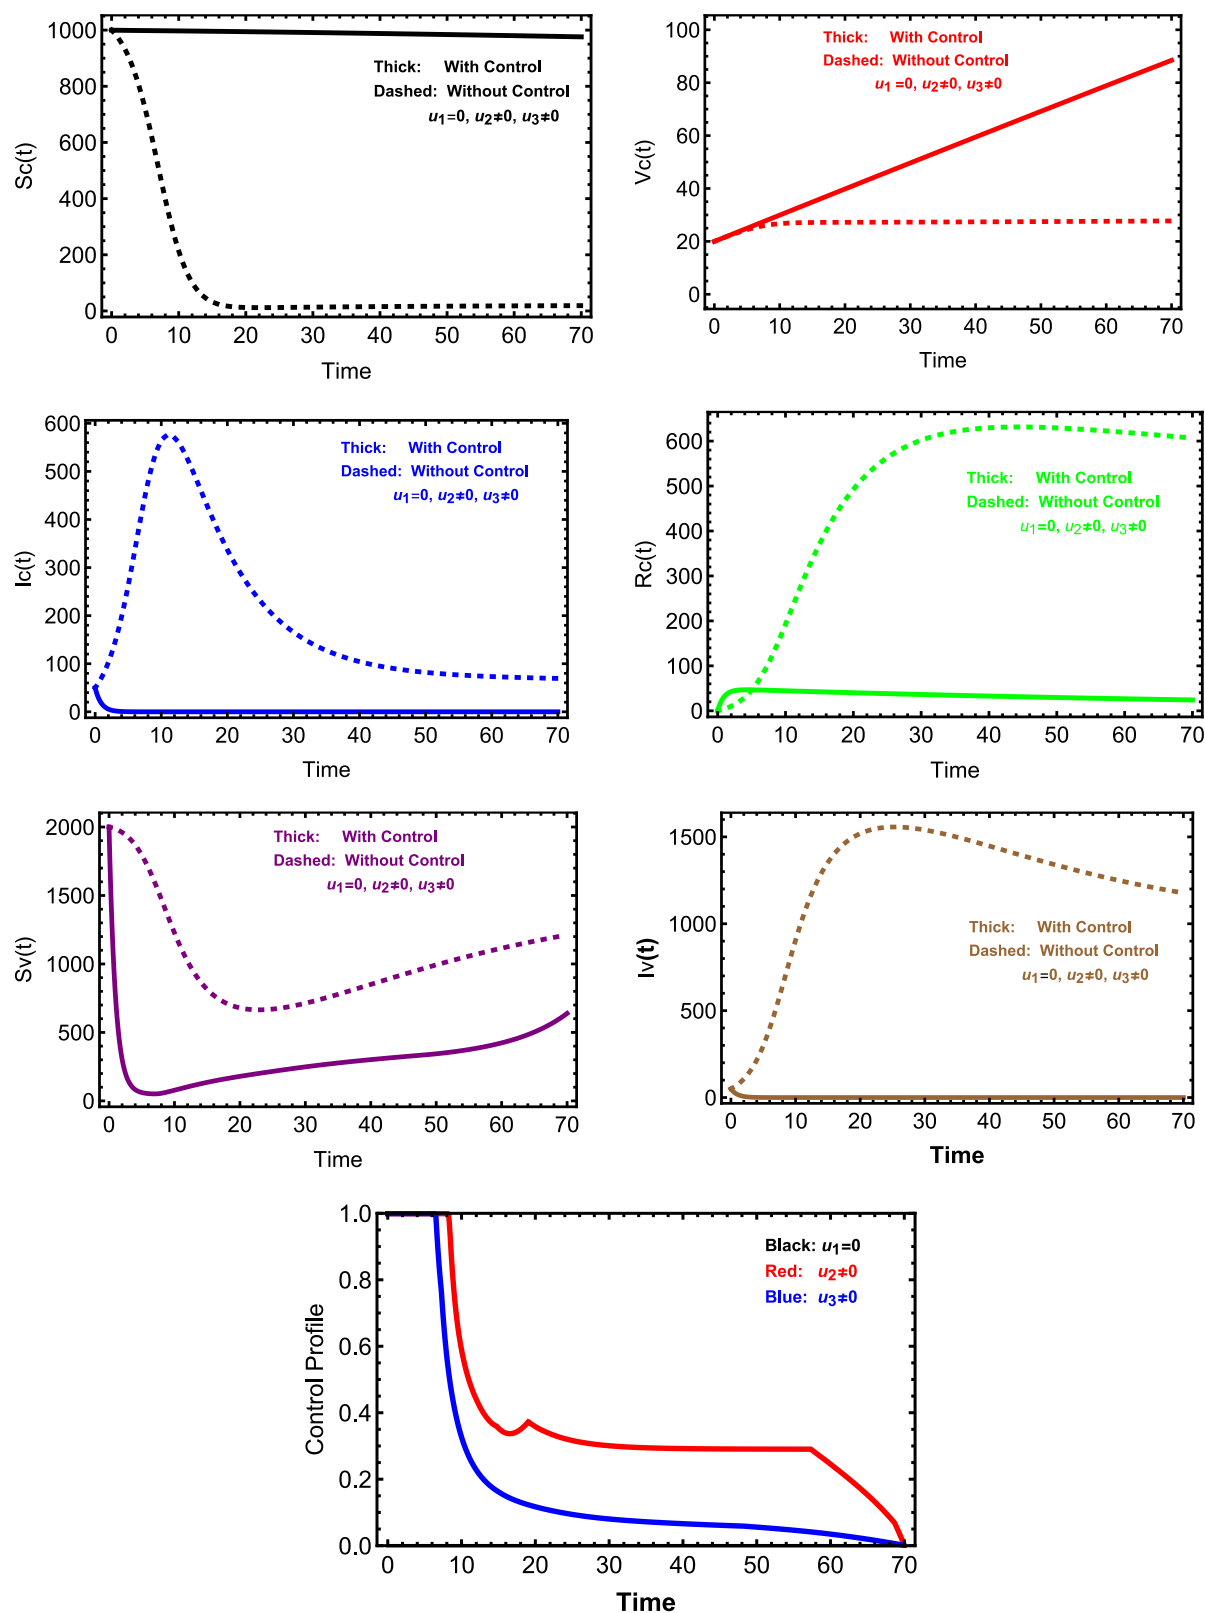 1000
800
600
400
200
0
Sc(t)
Thick: With Control
Dashed: Without Control
u1=0, u2≠0, u3≠0
0 10 20 30 40 50 60 70
Time
100
80
60
40
20
0
Vc(t)
Thick: With Control
Dashed: Without Control
u1=0, u2≠0, u3≠0
0 10 20 30 40 50 60 70
Time
600
500
400
300
200
100
0
Ic(t)
Thick: With Control
Dashed: Without Control
u1=0, u2≠0, u3≠0
0 10 20 30 40 50 60 70
Time
600
500
400
300
200
100
0
Rc(t)
Thick: With Control
Dashed: Without Control
u1=0, u2≠0, u3≠0
0 10 20 30 40 50 60 70
Time
2000
1500
1000
500
0
Sv(t)
Thick: With Control
Dashed: Without Control
u1=0, u2≠0, u3≠0
0 10 20 30 40 50 60 70
Time
1500
1000
500
0
Iv(t)
Thick: With Control
Dashed: Without Control
u1=0, u2≠0, u3≠0
0 10 20 30 40 50 60 70
Time
1.0
0.8
0.6
0.4
0.2
0.0
Control Profile
Black: u1=0
Red: u2≠0
Blue: u3≠0
0 10 20 30 40 50 60 70
Time